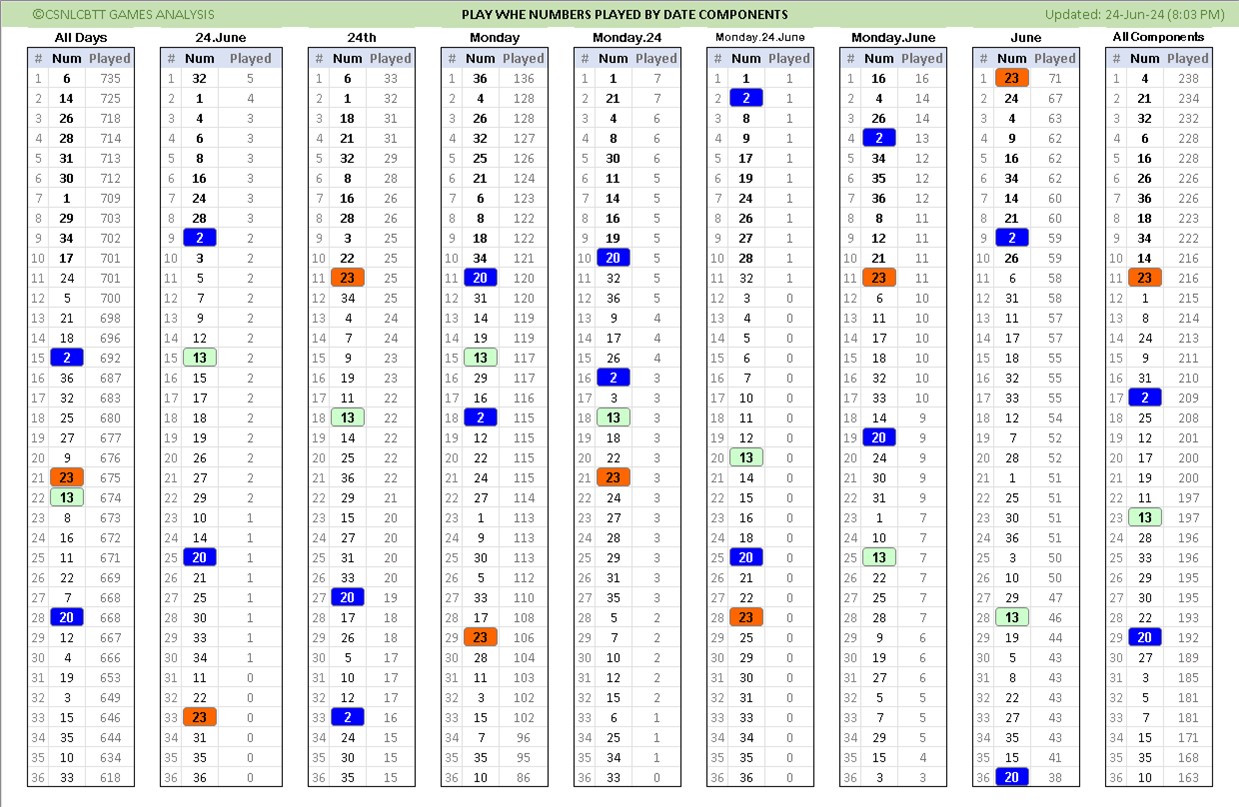 ©CSNLCBTT GAMES ANALYSIS PLAY WHE NUMBERS PLAYED BY DATE COMPONENTS Updated: 24-Jun-24 (8:03 PM)
All Days 24.June 24th Monday Monday.24 Monday.24.June Monday.June June All Components
# Num Played # Num Played # Num Played # Num Played # Num Played # Num Played # Num Played # Num Played # Num Played
1 6 735 1 32 5 1 6 33 1 36 136 1 1 7 1 1 1 1 16 16 1 23 71 1 4 238
2 14 725 2 1 4 2 1 32 2 4 128 2 21 7 2 2 1 2 4 14 2 24 67 2 21 234
3 26 718 3 4 3 3 18 31 3 26 128 3 4 6 3 8 1 3 26 14 3 4 63 3 32 232
4 28 714 4 6 3 4 21 31 4 32 127 4 8 6 4 9 1 4 2 13 4 9 62 4 6 228
5 31 713 5 8 3 5 32 29 5 25 126 5 30 6 5 17 1 5 34 12 5 16 62 5 16 228
6 30 712 6 16 3 6 8 28 6 21 124 6 11 5 6 19 1 6 35 12 6 34 62 6 26 226
7 1 709 7 24 3 7 16 26 7 6 123 7 14 5 7 24 1 7 36 12 7 14 60 7 36 226
8 29 703 8 28 3 8 28 26 8 8 122 8 16 5 8 26 1 8 8 11 8 21 60 8 18 223
9 34 702 9 2 2 9 3 25 9 18 122 9 19 5 9 27 1 9 12 11 9 2 59 9 34 222
10 17 701 10 3 2 10 22 25 10 34 121 10 20 5 10 28 1 10 21 11 10 26 59 10 14 216
11 24 701 11 5 2 11 23 25 11 20 120 11 32 5 11 32 1 11 23 11 11 6 58 11 23 216
12 5 700 12 7 2 12 34 25 12 31 120 12 36 5 12 3 0 12 6 10 12 31 58 12 1 215
13 21 698 13 9 2 13 4 24 13 14 119 13 9 4 13 4 0 13 11 10 13 11 57 13 8 214
14 18 696 14 12 2 14 7 24 14 19 119 14 17 4 14 5 0 14 17 10 14 17 57 14 24 213
15 2 692 15 13 2 15 9 23 15 13 117 15 26 4 15 6 0 15 18 10 15 18 55 15 9 211
16 36 687 16 15 2 16 19 23 16 29 117 16 2 3 16 7 0 16 32 10 16 32 55 16 31 210
17 32 683 17 17 2 17 11 22 17 16 116 17 3 3 17 10 0 17 33 10 17 33 55 17 2 209
18 25 680 18 18 2 18 13 22 18 2 115 18 13 3 18 11 0 18 14 9 18 12 54 18 25 208
19 27 677 19 19 2 19 14 22 19 12 115 19 18 3 19 12 0 19 20 9 19 7 52 19 12 201
20 9 676 20 26 2 20 25 22 20 22 115 20 22 3 20 13 0 20 24 9 20 28 52 20 17 200
21 23 675 21 27 2 21 36 22 21 24 115 21 23 3 21 14 0 21 30 9 21 1 51 21 19 200
22 13 674 22 29 2 22 29 21 22 27 114 22 24 3 22 15 0 22 31 9 22 25 51 22 11 197
23 8 673 23 10 1 23 15 20 23 1 113 23 27 3 23 16 0 23 1 7 23 30 51 23 13 197
24 16 672 24 14 1 24 27 20 24 9 113 24 28 3 24 18 0 24 10 7 24 36 51 24 28 196
25 11 671 25 20 1 25 31 20 25 30 113 25 29 3 25 20 0 25 13 7 25 3 50 25 33 196
26 22 669 26 21 1 26 33 20 26 5 112 26 31 3 26 21 0 26 22 7 26 10 50 26 29 195
27 7 668 27 25 1 27 20 19 27 33 110 27 35 3 27 22 0 27 25 7 27 29 47 27 30 195
28 20 668 28 30 1 28 17 18 28 17 108 28 5 2 28 23 0 28 28 7 28 13 46 28 22 193
29 12 667 29 33 1 29 26 18 29 23 106 29 7 2 29 25 0 29 9 6 29 19 44 29 20 192
30 4 666 30 34 1 30 5 17 30 28 104 30 10 2 30 29 0 30 19 6 30 5 43 30 27 189
31 19 653 31 11 0 31 10 17 31 11 103 31 12 2 31 30 0 31 27 6 31 8 43 31 3 185
32 3 649 32 22 0 32 12 17 32 3 102 32 15 2 32 31 0 32 5 5 32 22 43 32 5 181
33 15 646 33 23 0 33 2 16 33 15 102 33 6 1 33 33 0 33 7 5 33 27 43 33 7 181
34 35 644 34 31 0 34 24 15 34 7 96 34 25 1 34 34 0 34 29 5 34 35 43 34 15 171
35 10 634 35 35 0 35 30 15 35 35 95 35 34 1 35 35 0 35 15 4 35 15 41 35 35 168
36 33 618 36 36 0 36 35 15 36 10 86 36 33 0 36 36 0 36 3 3 36 20 38 36 10 163